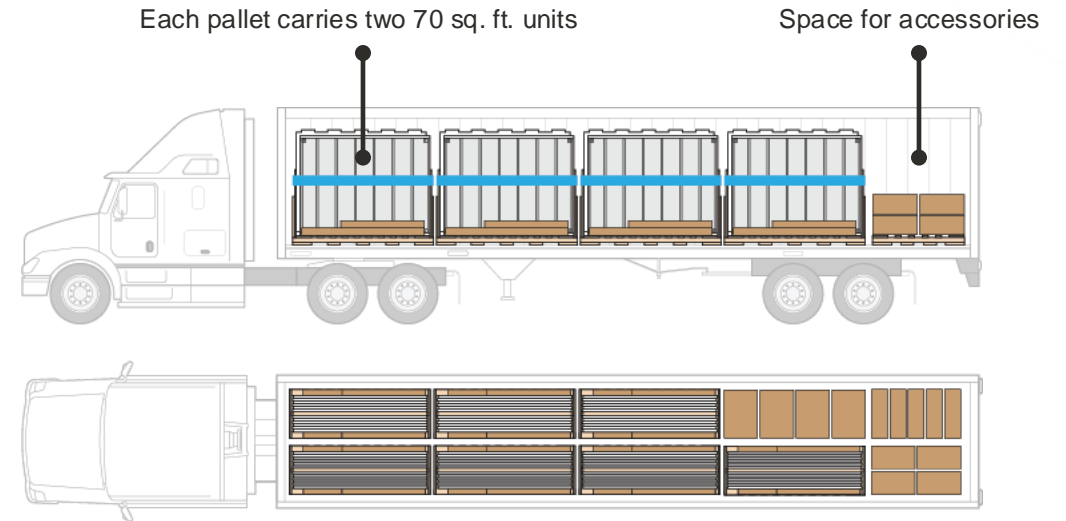 Each pallet carries two 70 sq. ft. units
Space for accessories